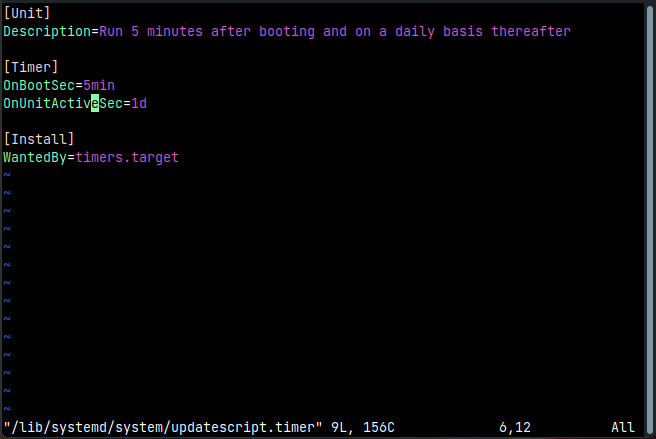 [Unit]
Description=Run 5 minutes after booting and on a daily basis thereafter
[Timer]
OnBootSec=5min
OnUnitActiveSec=1d
[Install]
WantedBy=timers.target
~
~
~
~
~
~
~
~
~
~
~
~
~
~
"/lib/systemd/system/updatescript.timer" 9L, 156C 6,12 All